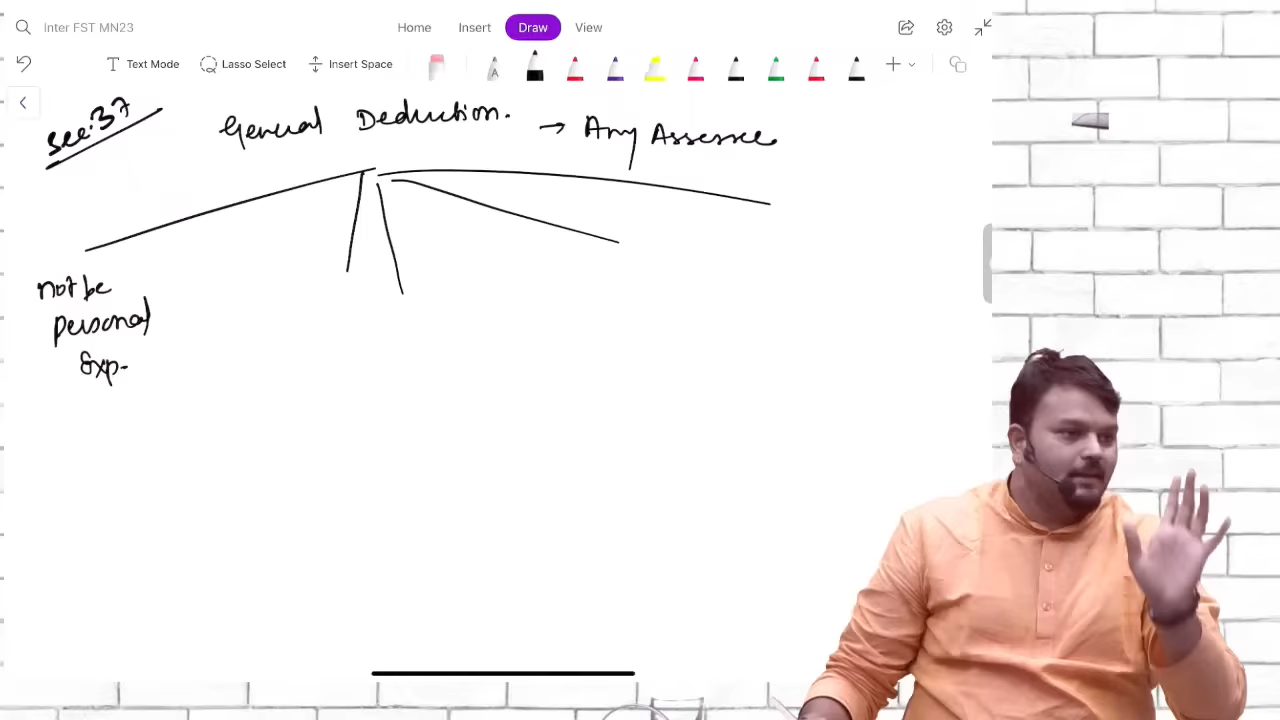 Inter FST MN23
Home Insert Draw View
Text Mode Lasso Select Insert Space
Sec. 37 General Deduction. → Any Assessee
not be
personal
Exp.